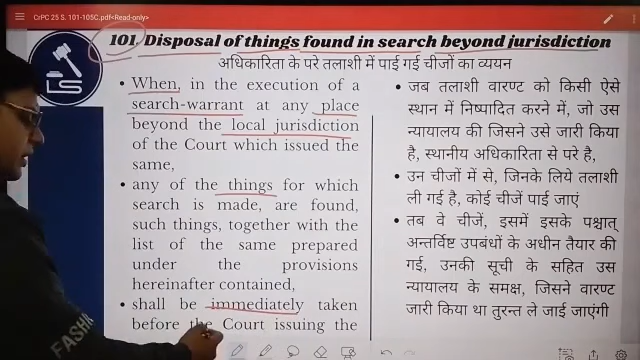 CrPC 25 S. 101-105C.pdf<Read-only>
101. Disposal of things found in search beyond jurisdiction
अधिकारिता के परे तलाशी में पाई गई चीजों का व्ययन
LS
• When, in the execution of a
search-warrant at any place
beyond the local jurisdiction
of the Court which issued the
same,
• any of the things for which
search is made, are found,
such things, together with the
list of the same prepared
under the provisions
hereinafter contained,
• shall be immediately taken
before the Court issuing the
• जब तलाशी वारण्ट को किसी ऐसे
स्थान में निष्पादित करने में, जो उस
न्यायालय की जिसने उसे जारी किया
है, स्थानीय अधिकारिता से परे है,
• उन चीजों में से, जिनके लिये तलाशी
ली गई है, कोई चीजें पाई जाएं
• तब वे चीजें, इसमें इसके पश्चात्
अन्तर्विष्ट उपबंधों के अधीन तैयार की
गई, उनकी सूची के सहित उस
न्यायालय के समक्ष, जिसने वारण्ट
जारी किया था तुरन्त ले जाई जाएंगी
FASHA